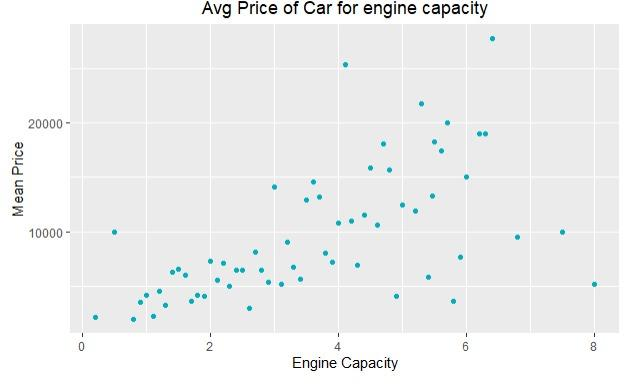 Avg Price of Car for engine capacity
Mean Price
20000
10000
0 2 4 6 8
Engine Capacity